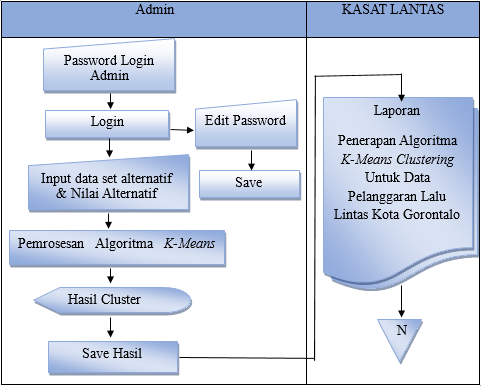 Admin
KASAT LANTAS
Password Login
Admin
Login
Edit Password
Save
Input data set alternatif
& Nilai Alternatif
Pemrosesan Algoritma K-Means
Hasil Cluster
Save Hasil
Laporan
Penerapan Algoritma
K-Means Clustering
Untuk Data
Pelanggaran Lalu
Lintas Kota Gorontalo
N